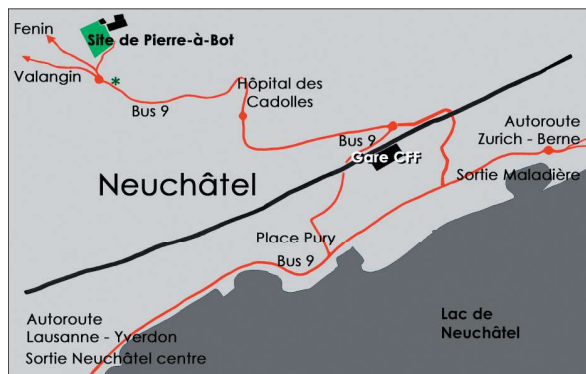 Fenin
Site de Pierre-à-Bot
Valangin
*
Bus 9
Hôpital des
Cadolles
Bus 9
Gare CFF
Autoroute
Zurich - Berne
Sortie Maladière
Neuchâtel
Place Pury
Bus 9
Autoroute
Lausanne - Yverdon
Sortie Neuchâtel centre
Lac de
Neuchâtel